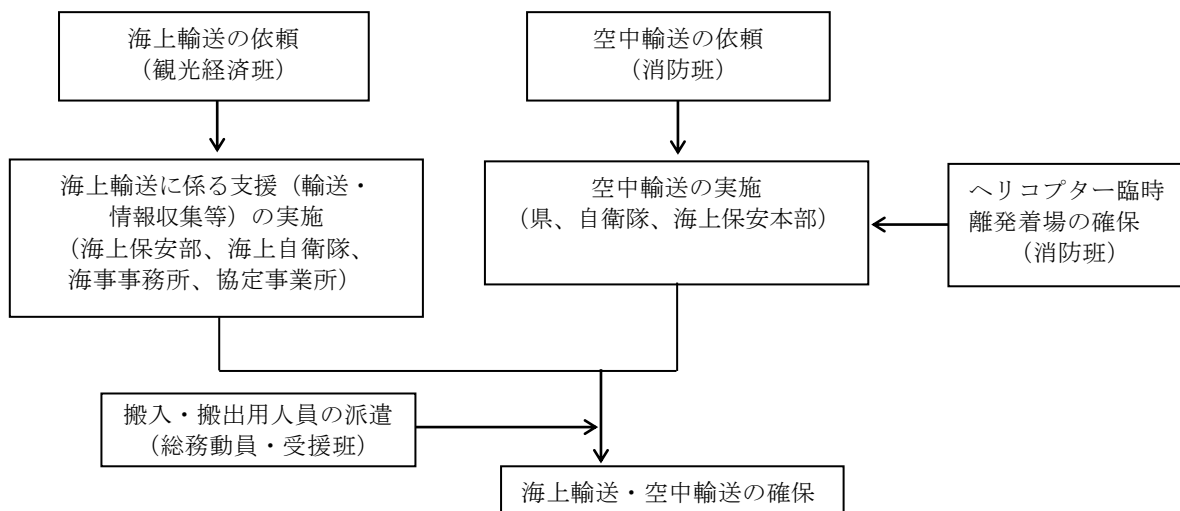 海上輸送の依頼
（観光経済班）
空中輸送の依頼
（消防班）
海上輸送に係る支援（輸送・
情報収集等）の実施
（海上保安部、海上自衛隊、
海事事務所、協定事業所）
空中輸送の実施
（県、自衛隊、海上保安本部）
ヘリコプター臨時
離発着場の確保
（消防班）
搬入・搬出用人員の派遣
（総務動員・受援班）
海上輸送・空中輸送の確保